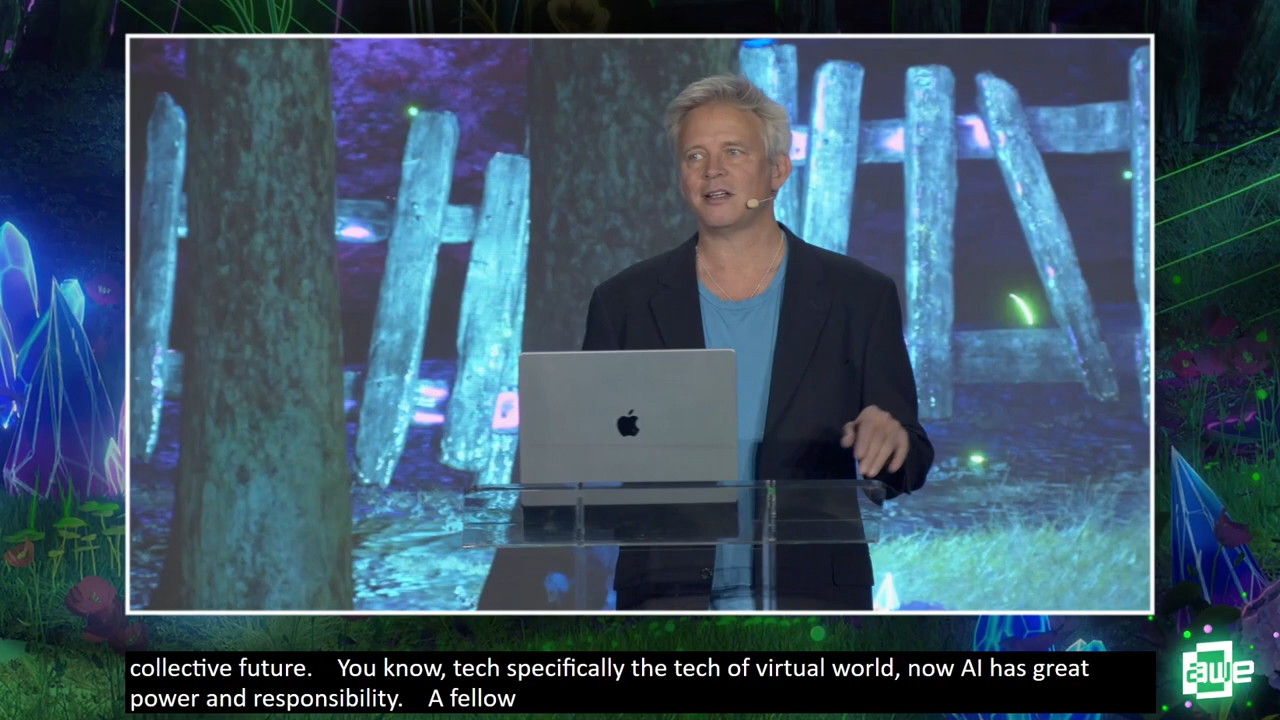 collective future. You know, tech specifically the tech of virtual world, now AI has great
power and responsibility. A fellow
awe